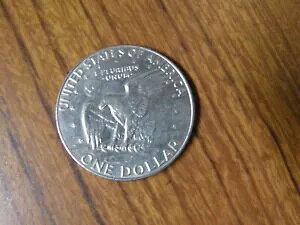 UNITED STATES OF AMERICA
E PLURIBUS
UNUM
ONE DOLLAR